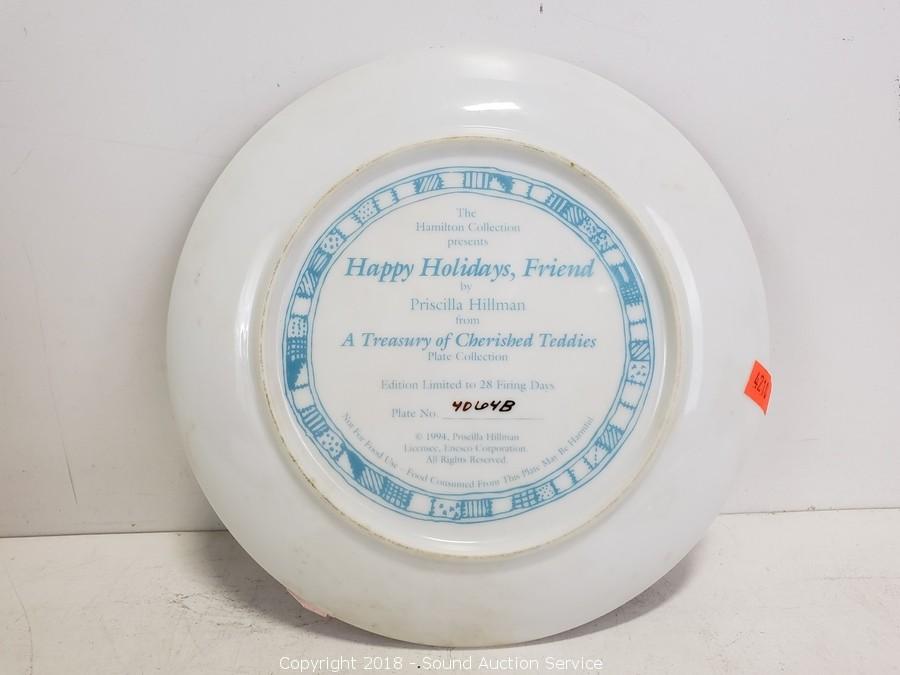 The
Hamilton Collection
presents
Happy Holidays, Friend
by
Priscilla Hillman
from
A Treasury of Cherished Teddies
Plate Collection
Edition Limited to 28 Firing Days
Plate No. 4064B
© 1994, Priscilla Hillman
Licensee, Enesco Corporation.
All Rights Reserved.
Not For Food Use - Food Consumed From This Plate May Be Harmful
Copyright 2018 - Sound Auction Service